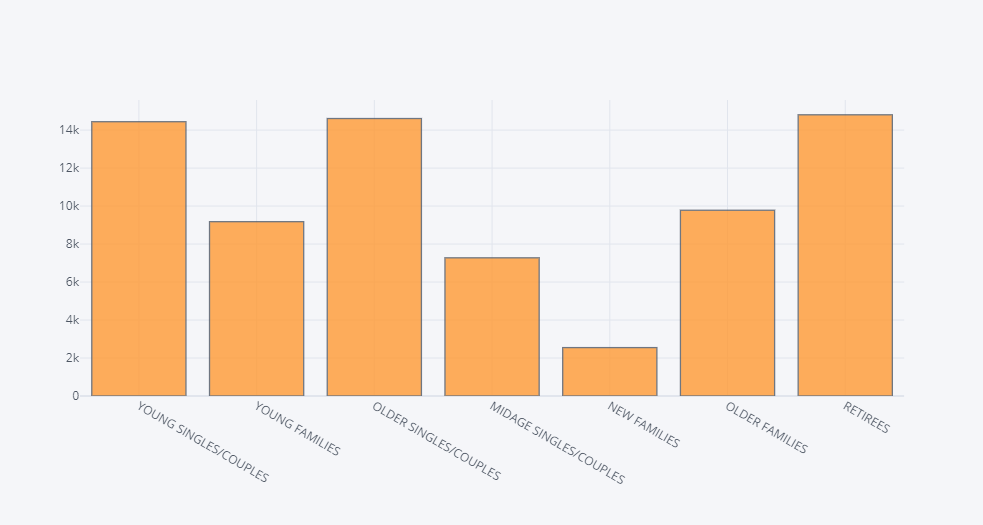 14k
12k
10k
8k
6k
4k
2k
0
YOUNG SINGLES/COUPLES
YOUNG FAMILIES
OLDER SINGLES/COUPLES
MIDAGE SINGLES/COUPLES
NEW FAMILIES
OLDER FAMILIES
RETIREES